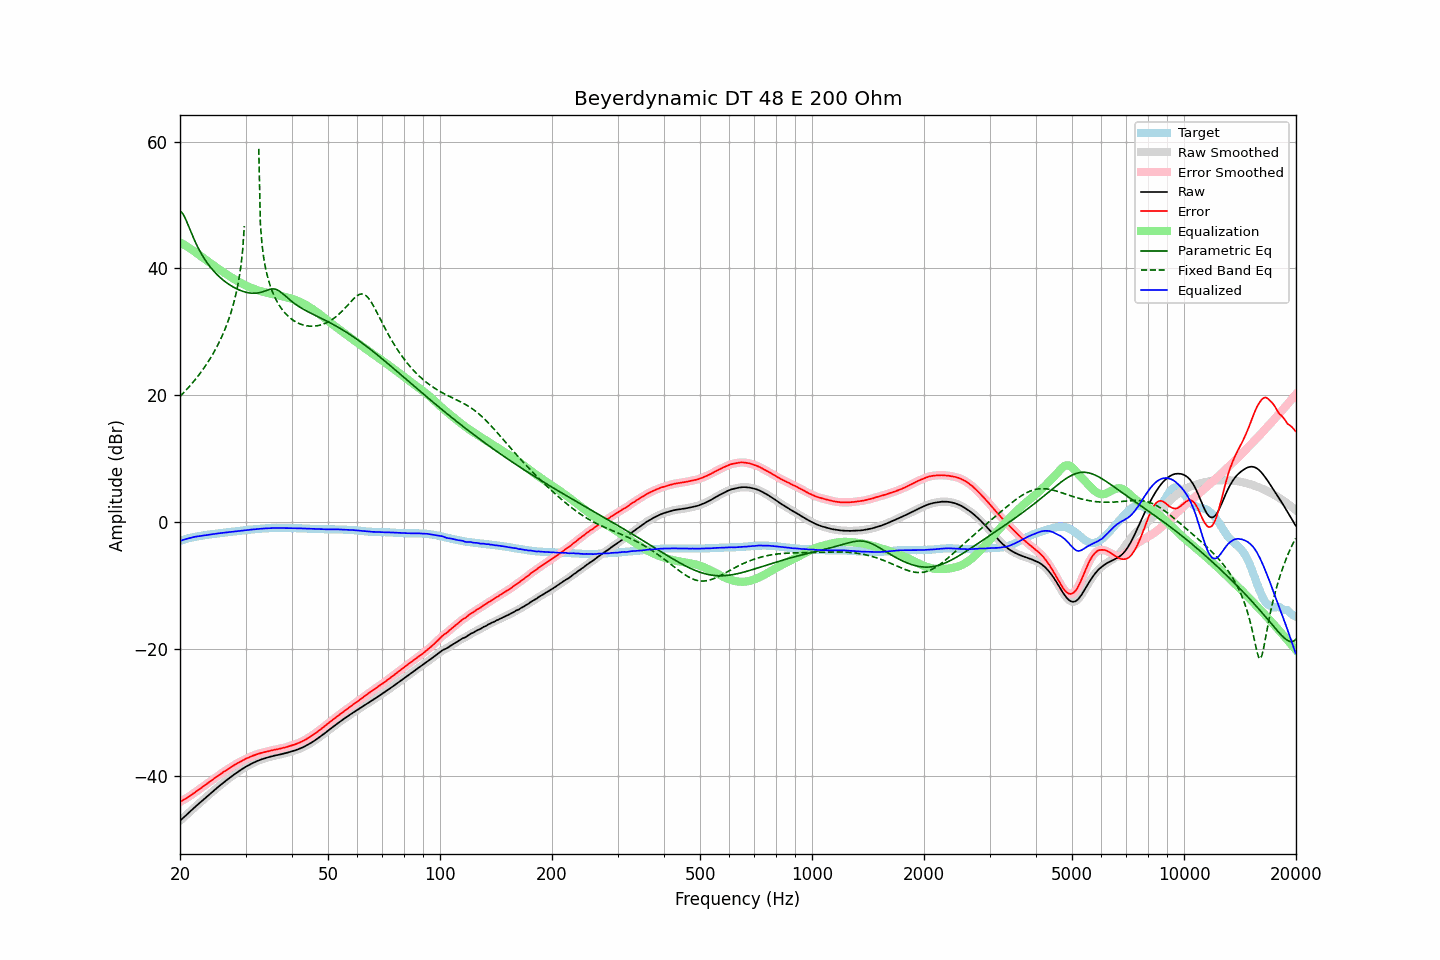 Beyerdynamic DT 48 E 200 Ohm
Target
Raw Smoothed
Error Smoothed
Raw
Error
Equalization
Parametric Eq
Fixed Band Eq
Equalized
Amplitude (dBr)
60
40
20
0
−20
−40
20 50 100 200 500 1000 2000 5000 10000 20000
Frequency (Hz)